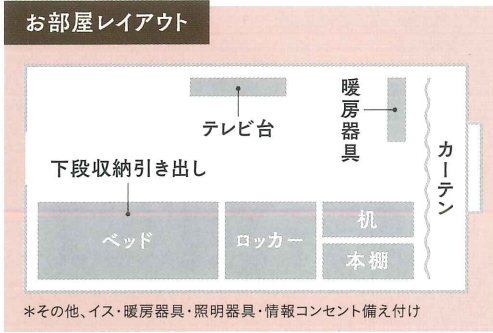 お部屋レイアウト
テレビ台
暖房器具
カーテン
下段収納引き出し
ベッド
ロッカー
机
本棚
＊その他、イス・暖房器具・照明器具・情報コンセント備え付け